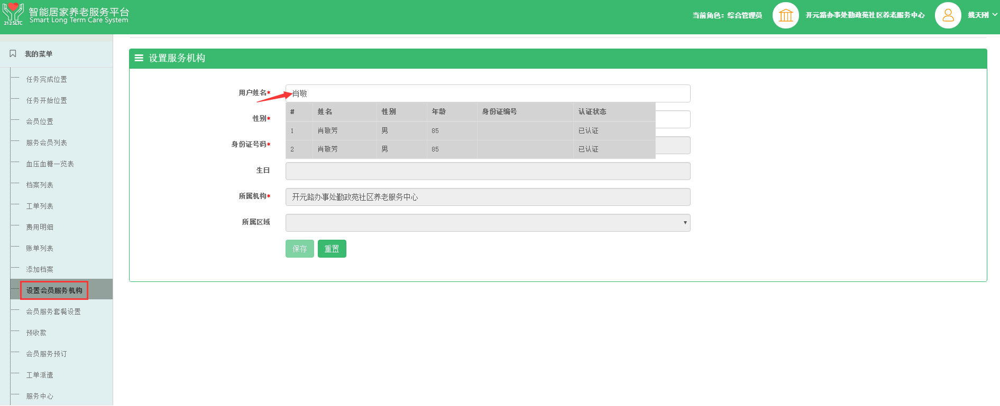 智能居家养老服务平台
Smart Long Term Care System
212SLTC
当前角色：综合管理员
开元路办事处勤政苑社区养老服务中心
姚天刚
我的菜单
任务完成位置
任务开始位置
会员位置
服务会员列表
血压血糖一览表
档案列表
工单列表
费用明细
账单列表
添加档案
设置会员服务机构
会员服务套餐设置
预收款
会员服务预订
工单派遣
服务中心
设置服务机构
用户姓名* 肖敬
# 姓名 性别 年龄 身份证编号 认证状态
1 肖敬芳 男 85 已认证
2 肖敬芳 男 85 已认证
性别*
身份证号码*
生日
所属机构* 开元路办事处勤政苑社区养老服务中心
所属区域
保存 重置